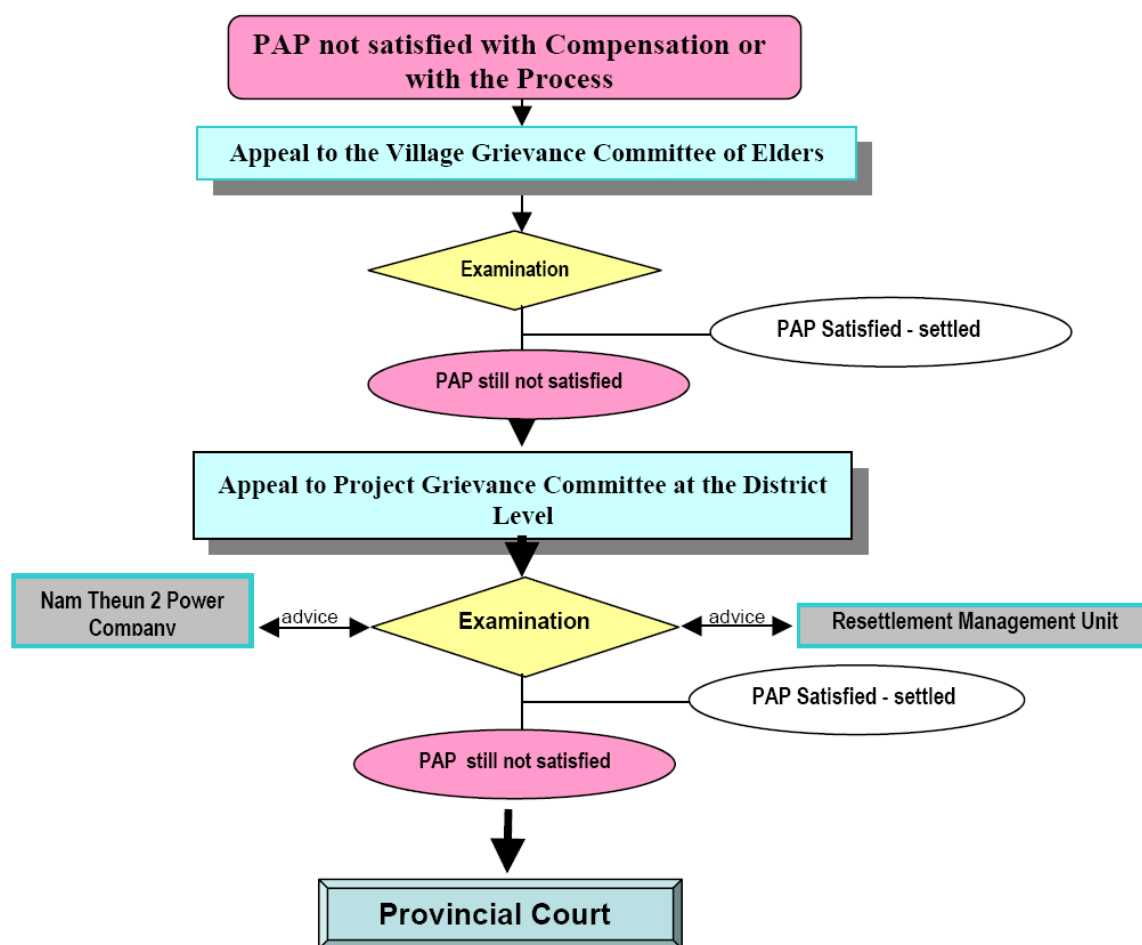 PAP not satisfied with Compensation or
with the Process
Appeal to the Village Grievance Committee of Elders
Examination
PAP Satisfied - settled
PAP still not satisfied
Appeal to Project Grievance Committee at the District
Level
Nam Theun 2 Power
Company
advice
Examination
advice
Resettlement Management Unit
PAP Satisfied - settled
PAP still not satisfied
Provincial Court